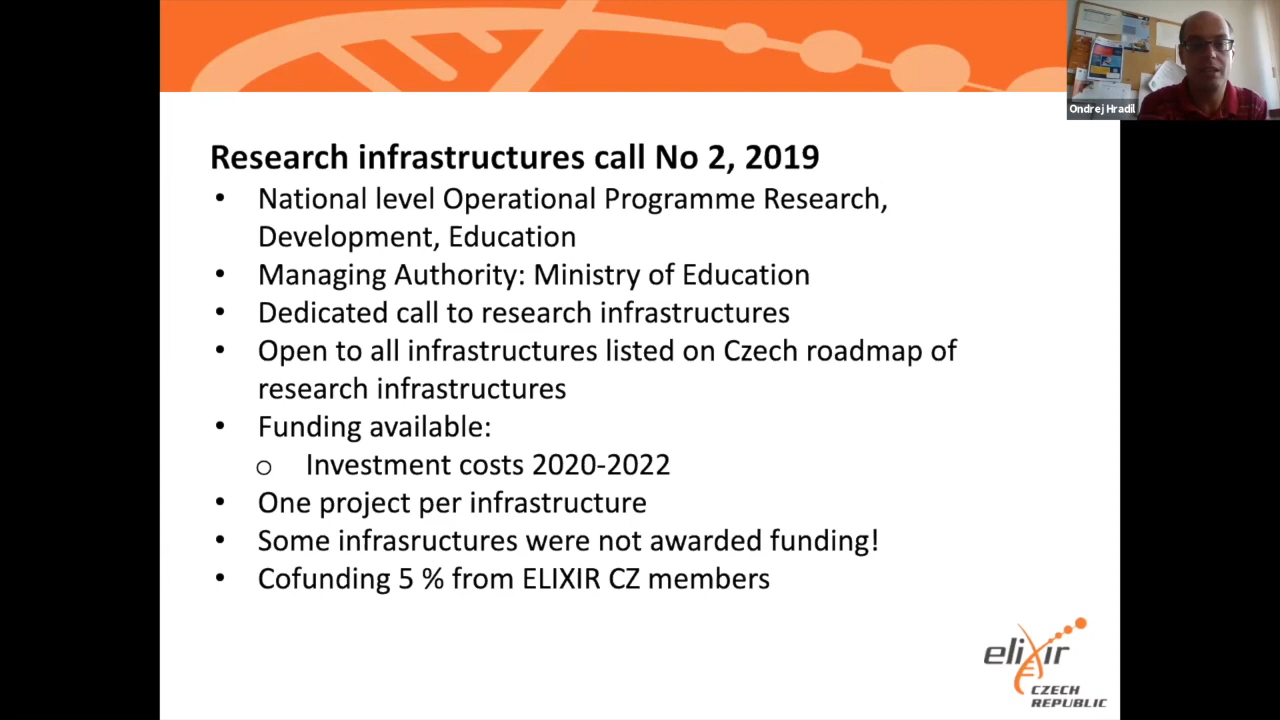 Ondrej Hradil
Research infrastructures call No 2, 2019
• National level Operational Programme Research,
Development, Education
• Managing Authority: Ministry of Education
• Dedicated call to research infrastructures
• Open to all infrastructures listed on Czech roadmap of
research infrastructures
• Funding available:
o Investment costs 2020-2022
• One project per infrastructure
• Some infrasructures were not awarded funding!
• Cofunding 5 % from ELIXIR CZ members
elixir
CZECH
REPUBLIC